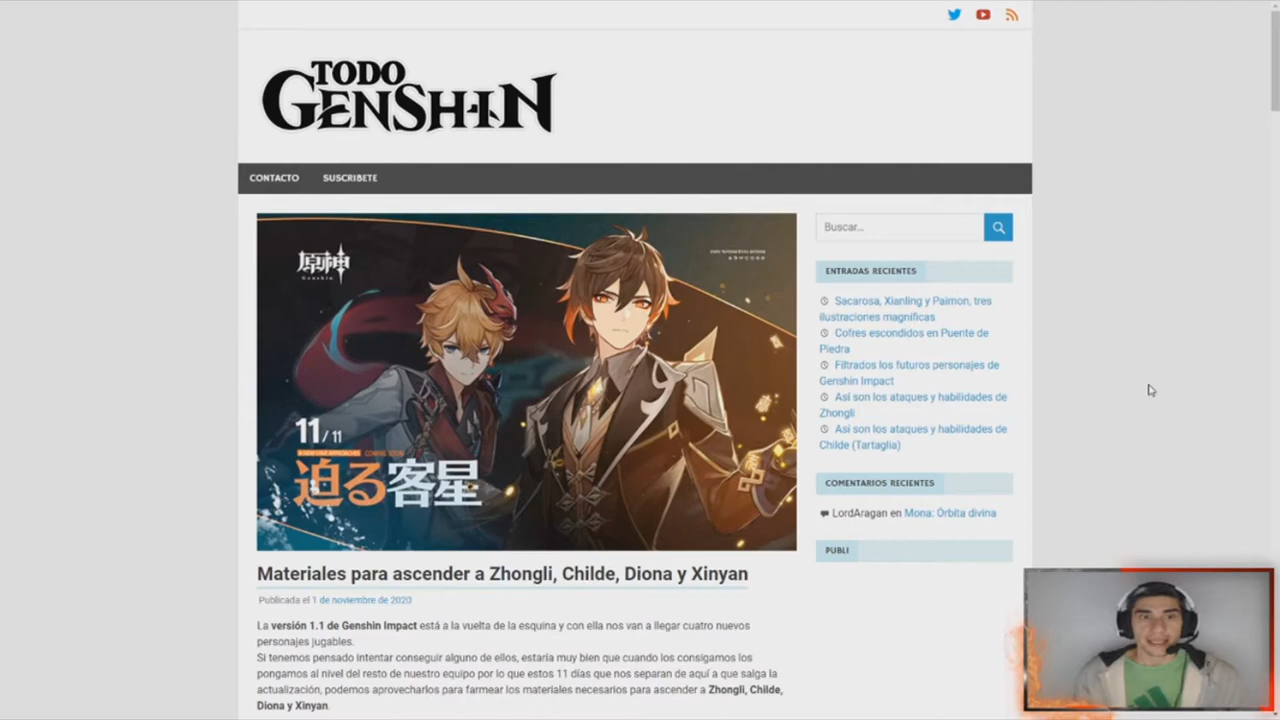 TODO
GENSHIN
CONTACTO SUSCRIBETE
原神
Genshin
11/11
COMING SOON
迫る客星
Materiales para ascender a Zhongli, Childe, Diona y Xinyan
Publicada el 1 de noviembre de 2020
La versión 1.1 de Genshin Impact está a la vuelta de la esquina y con ella nos van a llegar cuatro nuevos
personajes jugables.
Si tenemos pensado intentar conseguir alguno de ellos, estaría muy bien que cuando los consigamos los
pongamos al nivel del resto de nuestro equipo por lo que estos 11 días que nos separan de aquí a que salga la
actualización, podemos aprovecharlos para farmear los materiales necesarios para ascender a Zhongli, Childe,
Diona y Xinyan.
Buscar...
ENTRADAS RECIENTES
Sacarosa, Xianling y Paimon, tres
ilustraciones magníficas
Cofres escondidos en Puente de
Piedra
Filtrados los futuros personajes de
Genshin Impact
Así son los ataques y habilidades de
Zhongli
Así son los ataques y habilidades de
Childe (Tartaglia)
COMENTARIOS RECIENTES
LordAragan en Mona: Órbita divina
PUBLI